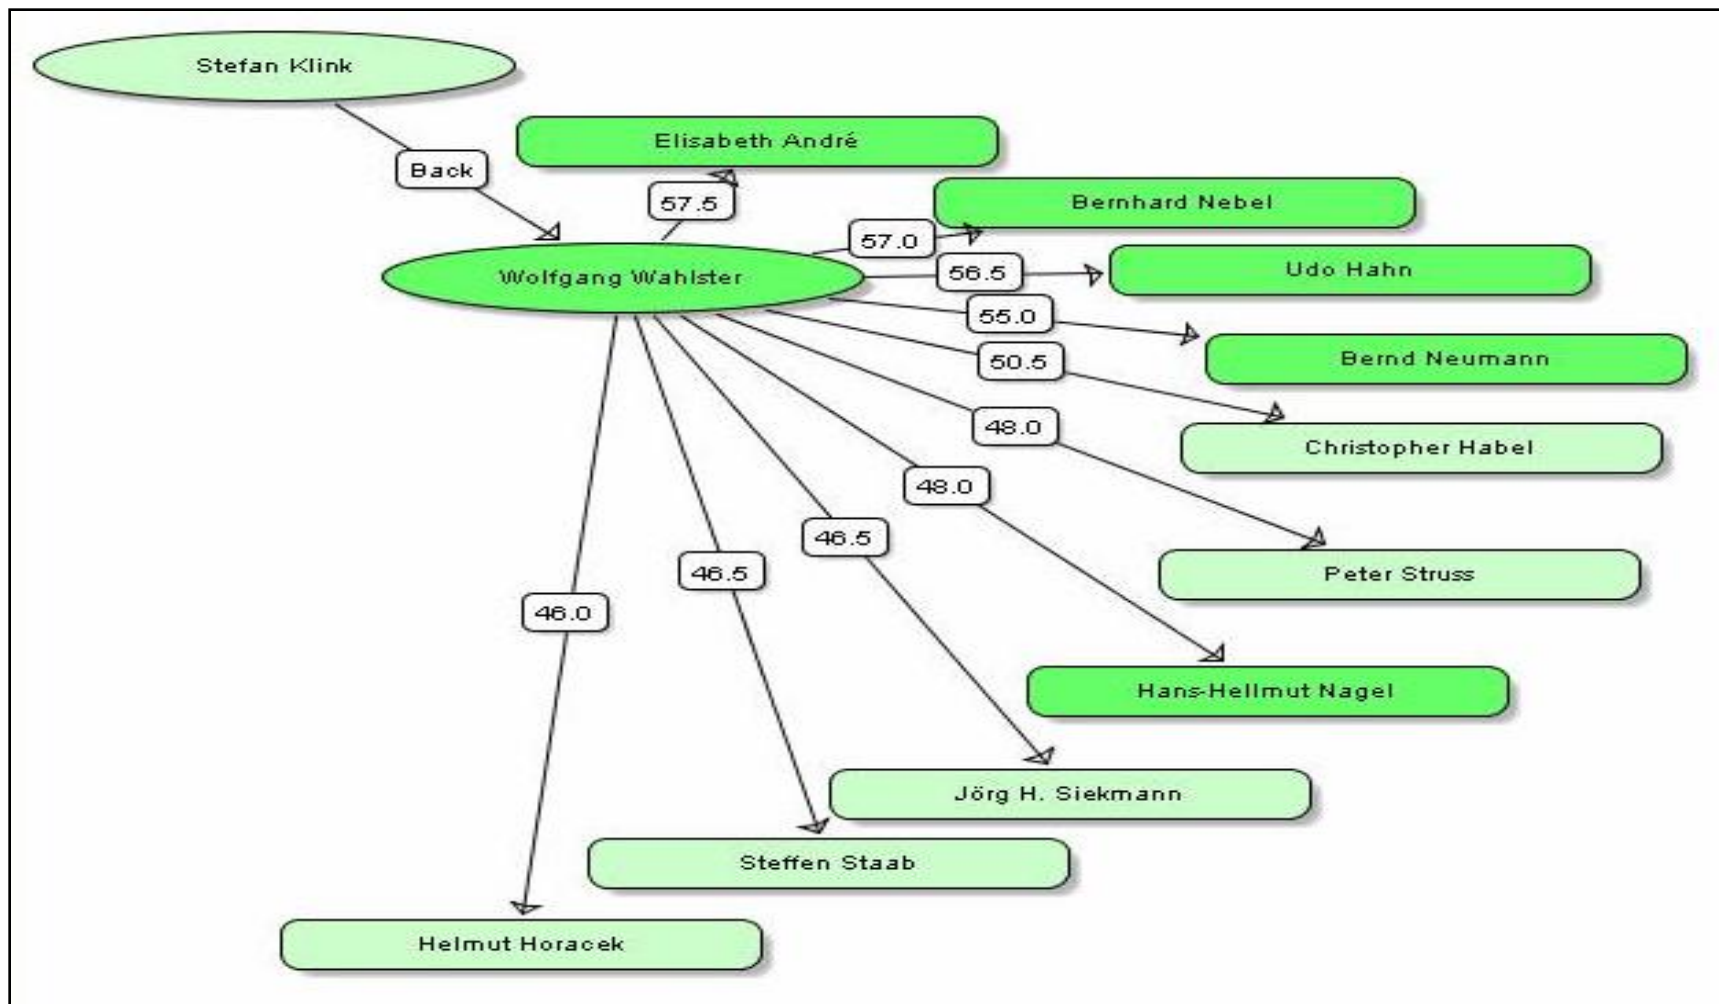 Stefan Klink
Back
Elisabeth André
57.5
Bernhard Nebel
57.0
Wolfgang Wahlster
56.5
Udo Hahn
55.0
Bernd Neumann
50.5
Christopher Habel
48.0
Peter Struss
48.0
Hans-Hellmut Nagel
46.5
Jörg H. Siekmann
46.5
Steffen Staab
46.0
Helmut Horacek